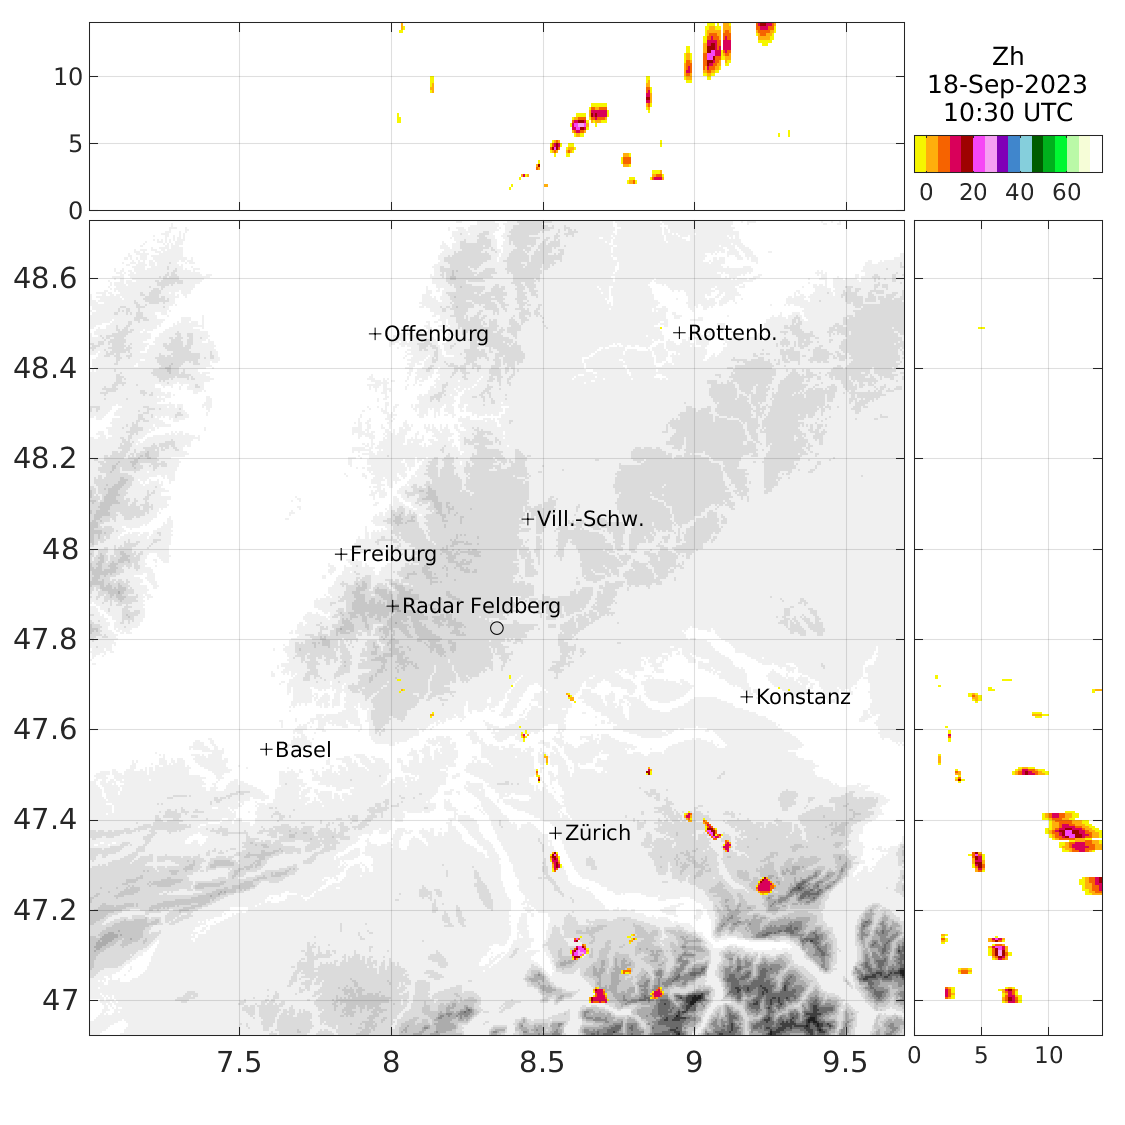 Zh
18-Sep-2023
10:30 UTC
0 20 40 60
10
5
0
48.6
48.4
48.2
48
47.8
47.6
47.4
47.2
47
+Offenburg
+Rottenb.
+Vill.-Schw.
+Freiburg
+Radar Feldberg
+Konstanz
+Basel
+Zürich
7.5 8 8.5 9 9.5
0 5 10